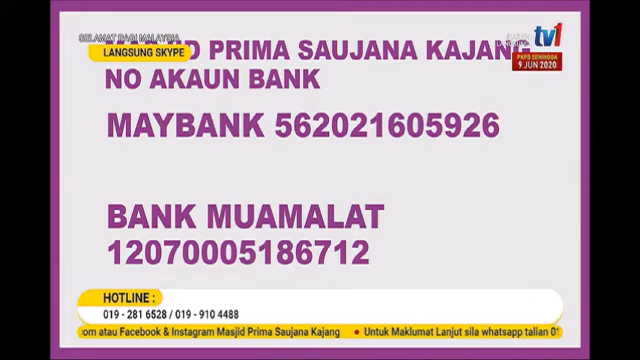 SELAMAT DARI MALAYSIA
LANGSUNG SKYPE
tv1
PKPB SEHINGGA
9 JUN 2020
PRIMA SAUJANA KAJANG
NO AKAUN BANK
MAYBANK 562021605926
BANK MUAMALAT
12070005186712
HOTLINE :
019 - 281 6528 / 019 - 910 4488
om atau Facebook & Instagram Masjid Prima Saujana Kajang • Untuk Maklumat Lanjut sila whatsapp talian 01